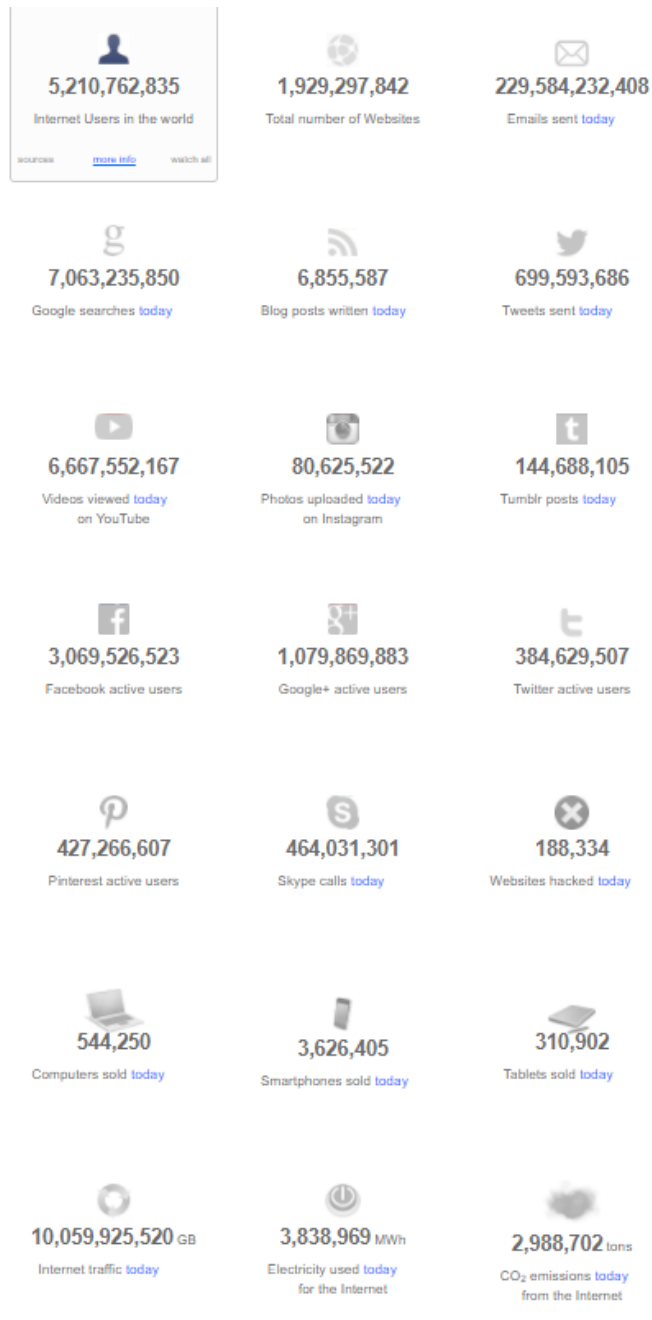 5,210,762,835
Internet Users in the world
sources more info watch all
1,929,297,842
Total number of Websites
229,584,232,408
Emails sent today
g
7,063,235,850
Google searches today
6,855,587
Blog posts written today
699,593,686
Tweets sent today
6,667,552,167
Videos viewed today
on YouTube
80,625,522
Photos uploaded today
on Instagram
t
144,688,105
Tumblr posts today
f
3,069,526,523
Facebook active users
g+
1,079,869,883
Google+ active users
t
384,629,507
Twitter active users
427,266,607
Pinterest active users
S
464,031,301
Skype calls today
188,334
Websites hacked today
544,250
Computers sold today
3,626,405
Smartphones sold today
310,902
Tablets sold today
10,059,925,520 GB
Internet traffic today
3,838,969 MWh
Electricity used today
for the Internet
2,988,702 tons
CO₂ emissions today
from the Internet